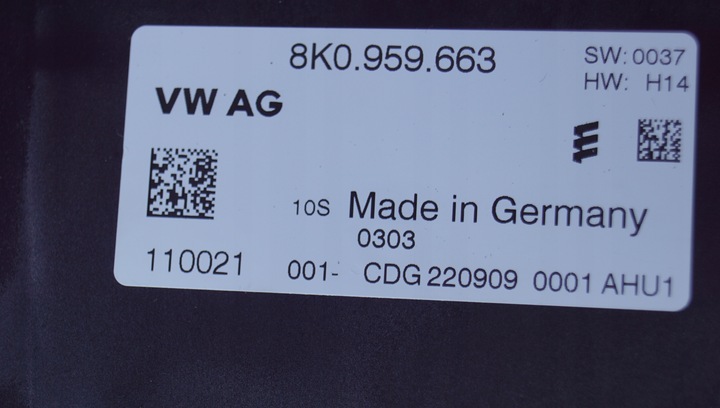 8K0.959.663
SW: 0037
HW: H14
VW AG
10S Made in Germany
0303
110021
001- CDG 220909 0001 AHU1